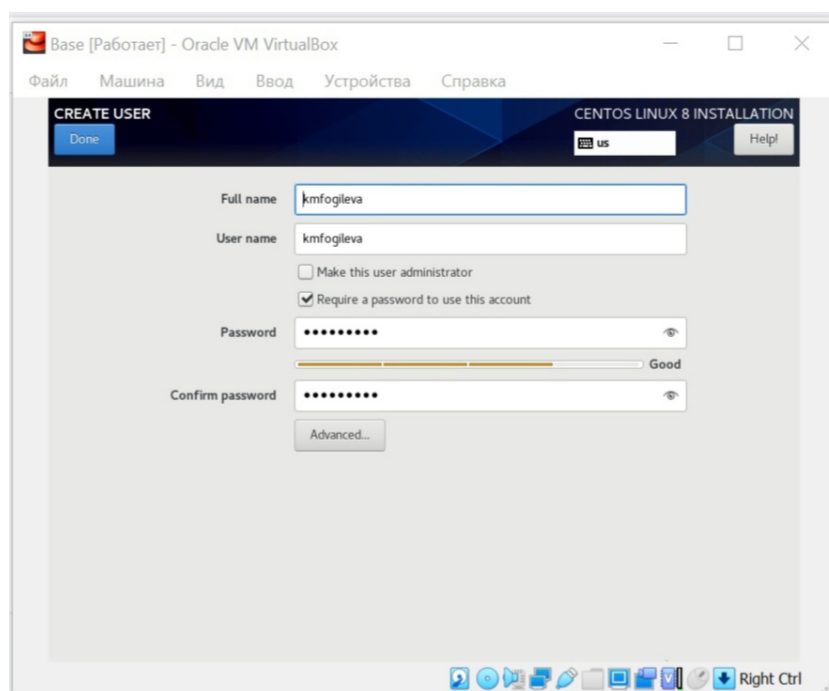 Base [Работает] - Oracle VM VirtualBox
Файл Машина Вид Ввод Устройства Справка
CREATE USER
CENTOS LINUX 8 INSTALLATION
Done
us
Help!
Full name
kmfogileva
User name
kmfogileva
Make this user administrator
Require a password to use this account
Password
•••••••••
Good
Confirm password
•••••••••
Advanced...
Right Ctrl